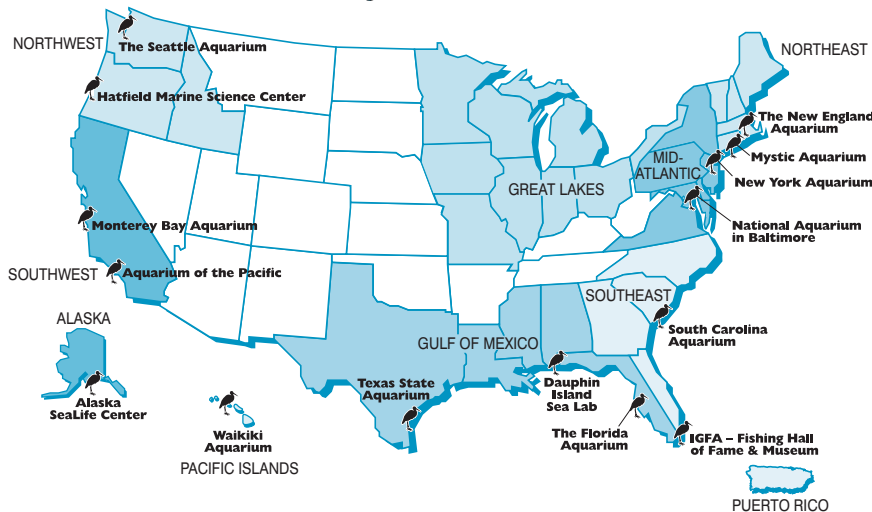 NORTHWEST
The Seattle Aquarium
Hatfield Marine Science Center
NORTHEAST
The New England
Aquarium
Mystic Aquarium
MID-
ATLANTIC
New York Aquarium
GREAT LAKES
National Aquarium
in Baltimore
Monterey Bay Aquarium
SOUTHWEST
Aquarium of the Pacific
SOUTHEAST
South Carolina
Aquarium
ALASKA
Alaska
SeaLife Center
GULF OF MEXICO
Texas State
Aquarium
Dauphin
Island
Sea Lab
Waikiki
Aquarium
PACIFIC ISLANDS
The Florida
Aquarium
IGFA – Fishing Hall
of Fame & Museum
PUERTO RICO